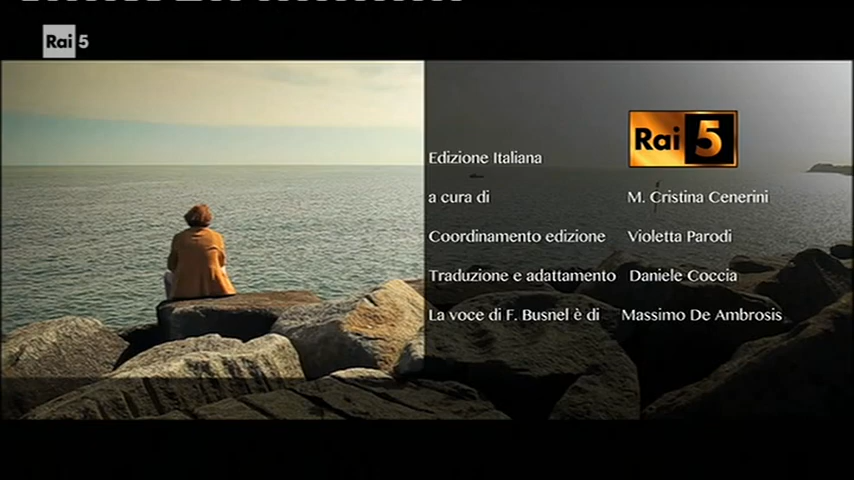 Rai 5
Rai 5
Edizione Italiana
a cura di M. Cristina Cenerini
Coordinamento edizione Violetta Parodi
Traduzione e adattamento Daniele Coccia
La voce di F. Busnel è di Massimo De Ambrosis